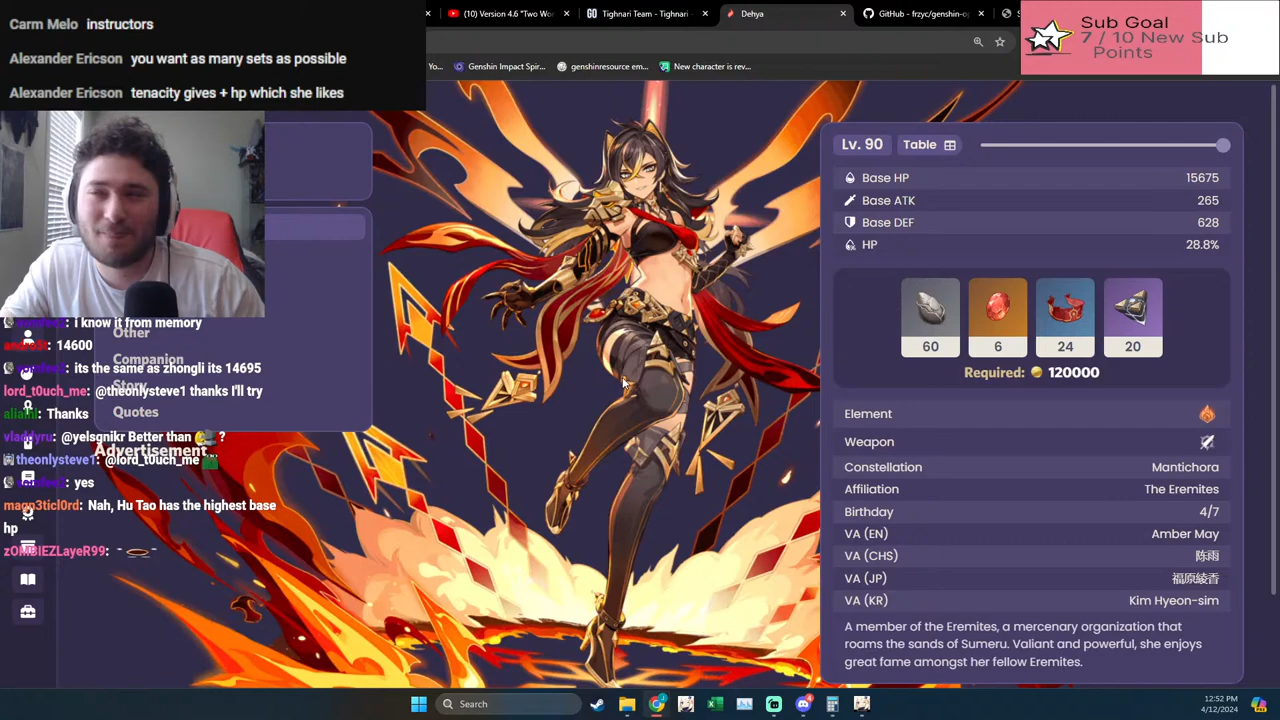 Carm Melo instructors
Alexander Ericson you want as many sets as possible
Alexander Ericson tenacity gives + hp which she likes
(10) Version 4.6 "Two Wor
Tighnari Team - Tighnari -
Dehya
GitHub - frzyc/genshin-op
Sub Goal
7 / 10 New Sub
Points
Yo...
Genshin Impact Spir...
genshinresource em...
New character is rev...
Lv. 90
Table
Base HP 15675
Base ATK 265
Base DEF 628
HP 28.8%
60
6
24
20
Required: 120000
Element
Weapon
Constellation Mantichora
Affiliation The Eremites
Birthday 4/7
VA (EN) Amber May
VA (CHS) 陈雨
VA (JP) 福原綾香
VA (KR) Kim Hyeon-sim
A member of the Eremites, a mercenary organization that
roams the sands of Sumeru. Valiant and powerful, she enjoys
great fame amongst her fellow Eremites.
: i know it from memory
Other
: 14600
Companion
: its the same as zhongli its 14695
Story
lord_t0uch_me: @theonlysteve1 thanks I'll try
Quotes
: Thanks
vladdyru: @yelsgnikr Better than ?
Advertisement
theonlysteve1: @lord_t0uch_me
: yes
magn3ticl0rd: Nah, Hu Tao has the highest base
hp
zOMBIEZLayeR99:
Search
12:52 PM
4/12/2024